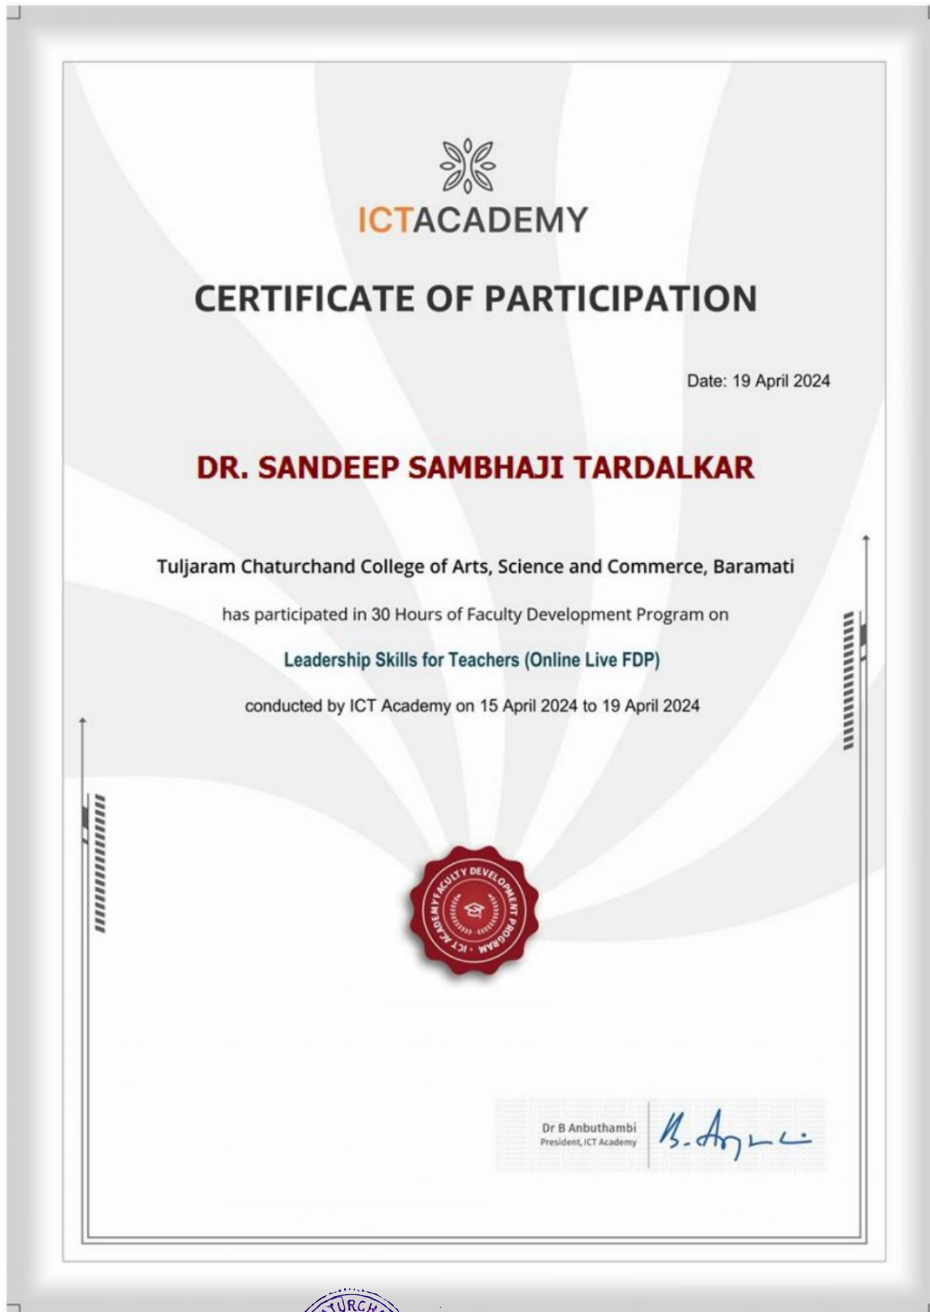 ICTACADEMY
CERTIFICATE OF PARTICIPATION
Date: 19 April 2024
DR. SANDEEP SAMBHAJI TARDALKAR
Tuljaram Chaturchand College of Arts, Science and Commerce, Baramati
has participated in 30 Hours of Faculty Development Program on
Leadership Skills for Teachers (Online Live FDP)
conducted by ICT Academy on 15 April 2024 to 19 April 2024
ICT ACADEMY FACULTY DEVELOPMENT PROGRAM
Dr B Anbuthambi
President, ICT Academy